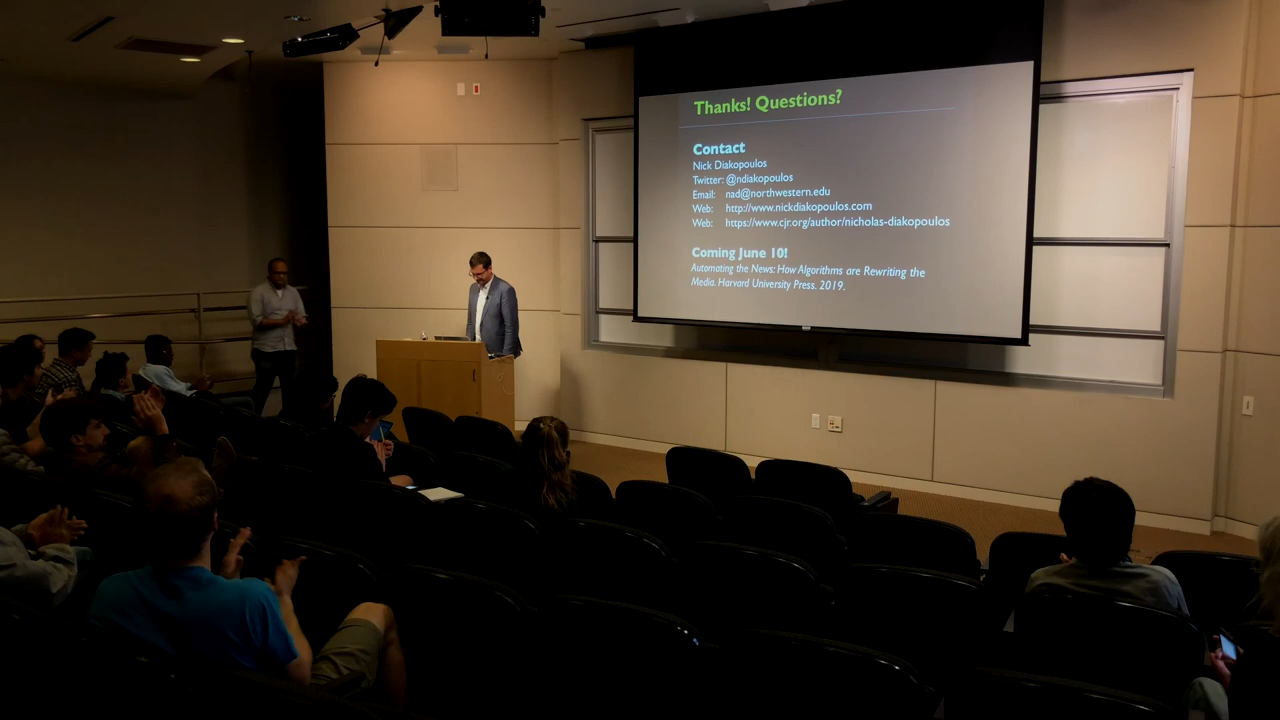 Thanks! Questions?
Contact
Nick Diakopoulos
Twitter: @ndiakopoulos
Email: nad@northwestern.edu
Web: http://www.nickdiakopoulos.com
Web: https://www.cjr.org/author/nicholas-diakopoulos
Coming June 10!
Automating the News: How Algorithms are Rewriting the
Media. Harvard University Press. 2019.